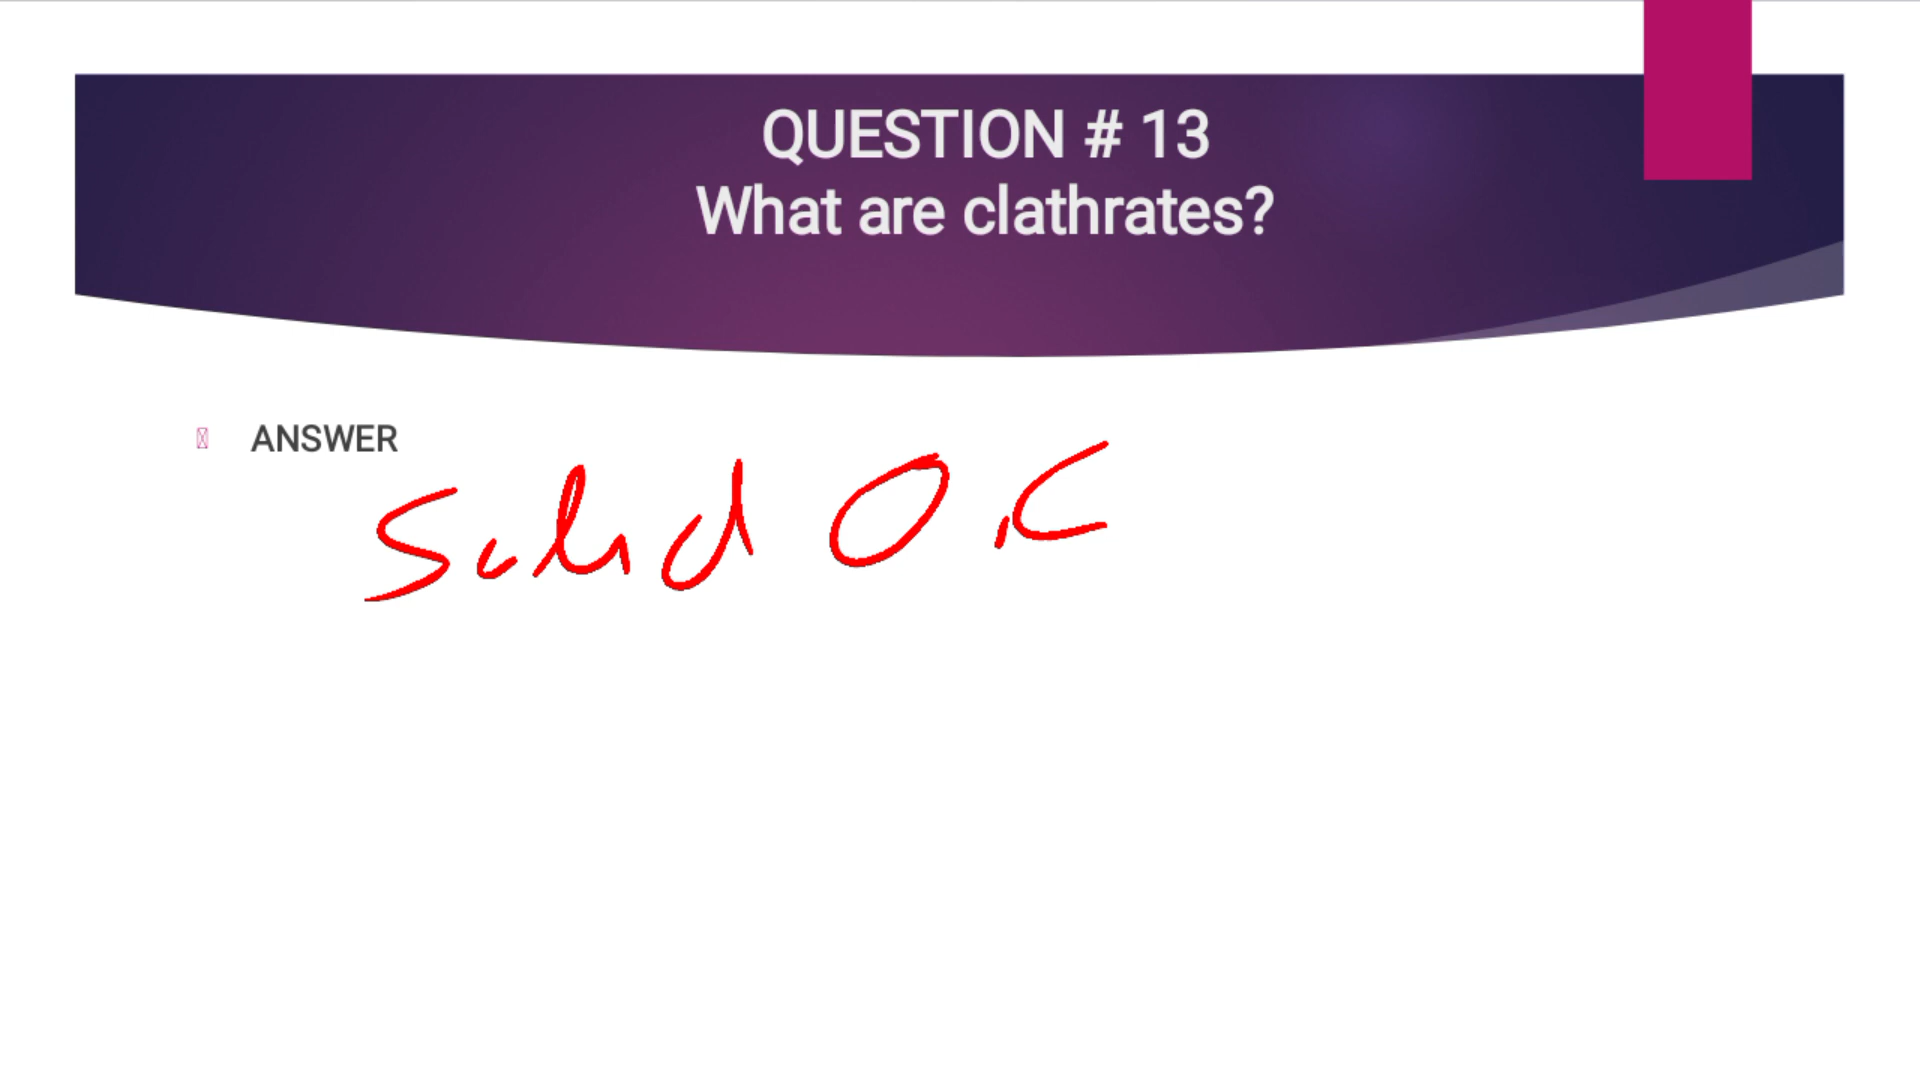 QUESTION # 13
What are clathrates?
ANSWER
Solid O.C